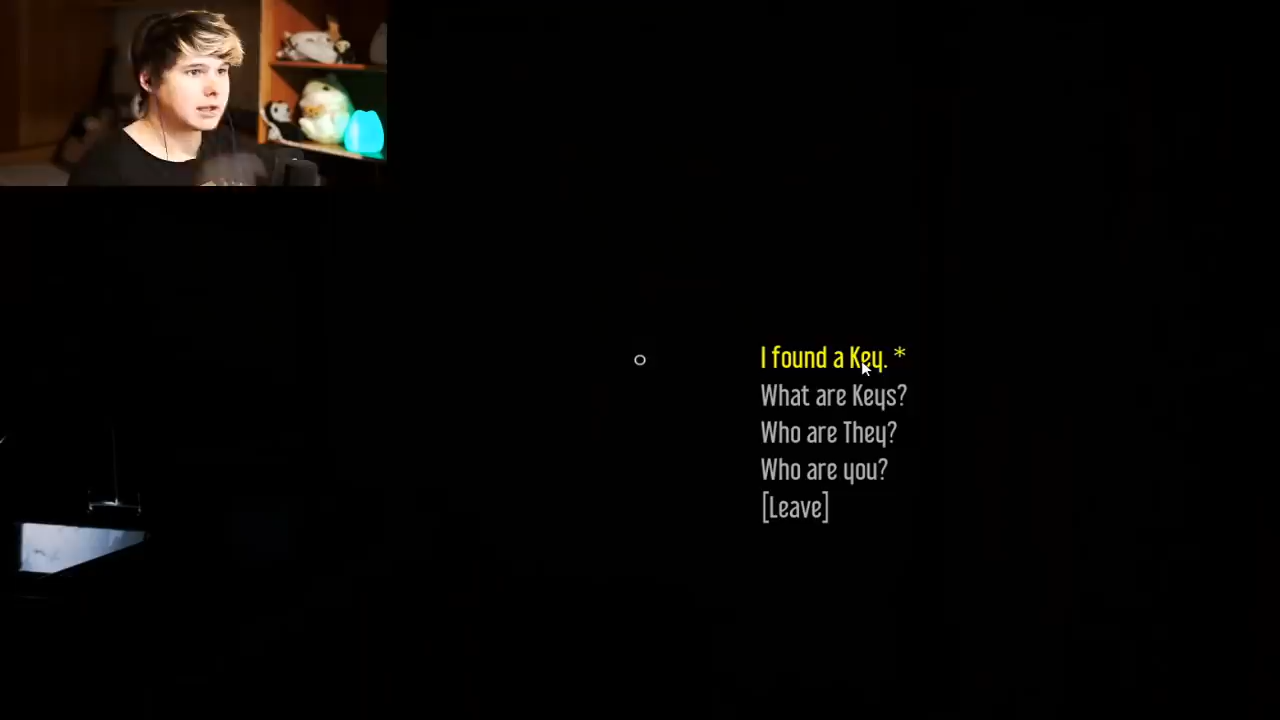 I found a Key. *
What are Keys?
Who are They?
Who are you?
[Leave]